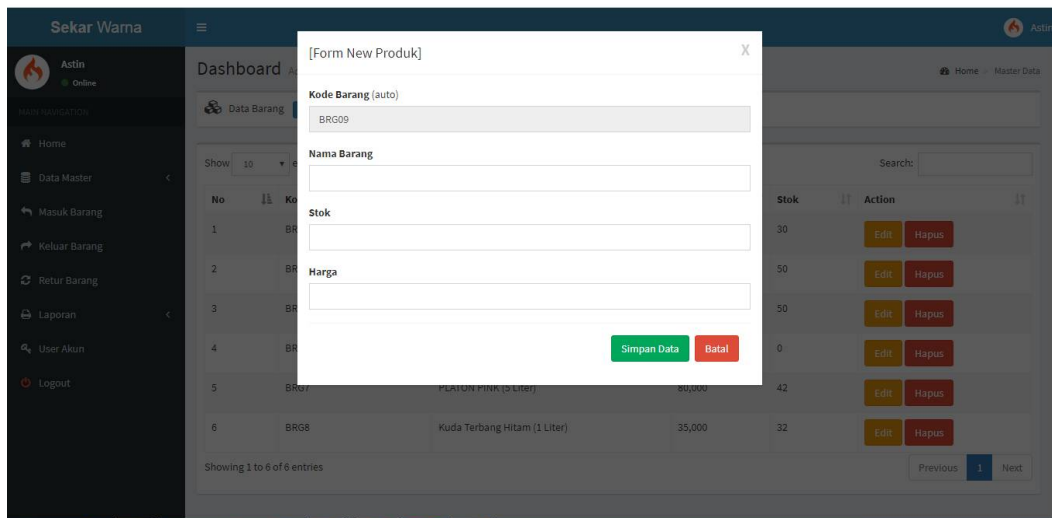 Sekar Warna
Astin
Astin
Online
MAIN NAVIGATION
Home
Data Master
Masuk Barang
Keluar Barang
Retur Barang
Laporan
User Akun
Logout
Dashboard
Home Master Data
Data Barang
[Form New Produk] X
Kode Barang (auto)
BRG09
Nama Barang
Stok
Harga
Simpan Data Batal
Show 10 Search:
No Stok Action
1 30 Edit Hapus
2 50 Edit Hapus
3 50 Edit Hapus
4 0 Edit Hapus
5 BRG7 PLATON PINK (5 Liter) 80,000 42 Edit Hapus
6 BRG8 Kuda Terbang Hitam (1 Liter) 35,000 32 Edit Hapus
Showing 1 to 6 of 6 entries Previous 1 Next